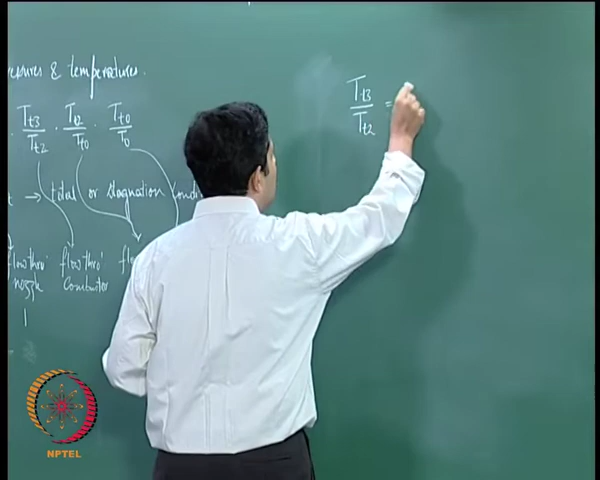 & temperatures.
. Tt3/Tt2 . Tt2/Tt0 . Tt0/T0
→ total or stagnation
flow thro' flow thro'
nozzle Combustor
1
Tt3/Tt2 =
NPTEL